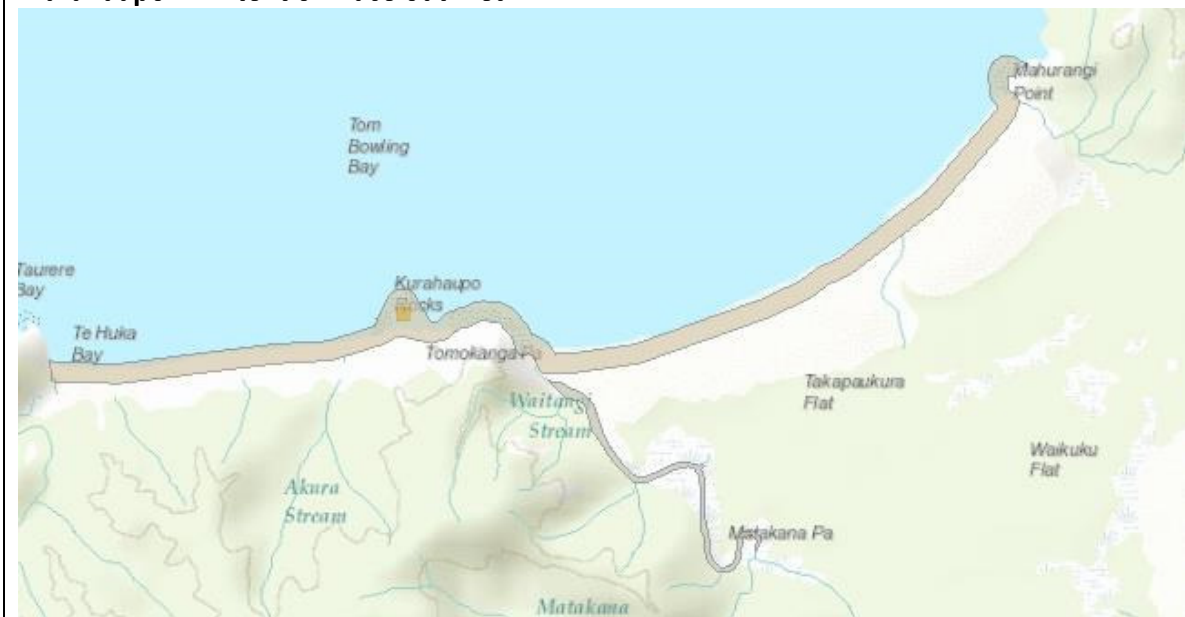 Mahurangi
Point
Tom
Bowling
Bay
Taurere
Bay
Kurahaupo
Rocks
Te Huka
Bay
Tomokanga Pa
Takapaukura
Flat
Waitangi
Stream
Waikuku
Flat
Akura
Stream
Matakana Pa
Matakana